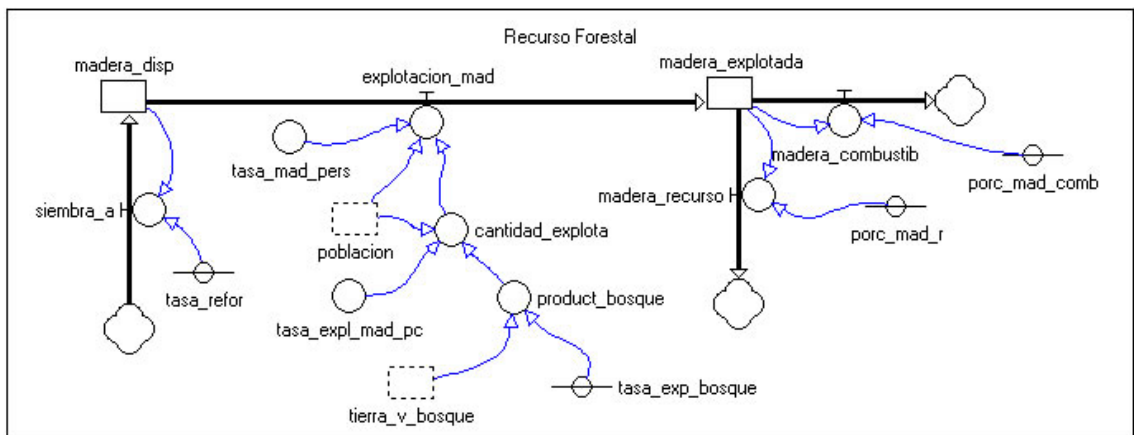 Recurso Forestal
madera_disp
explotacion_mad
madera_explotada
tasa_mad_pers
madera_combustib
porc_mad_comb
siembra_a
madera_recurso
poblacion
cantidad_explota
porc_mad_r
tasa_refor
product_bosque
tasa_expl_mad_pc
tasa_exp_bosque
tierra_v_bosque